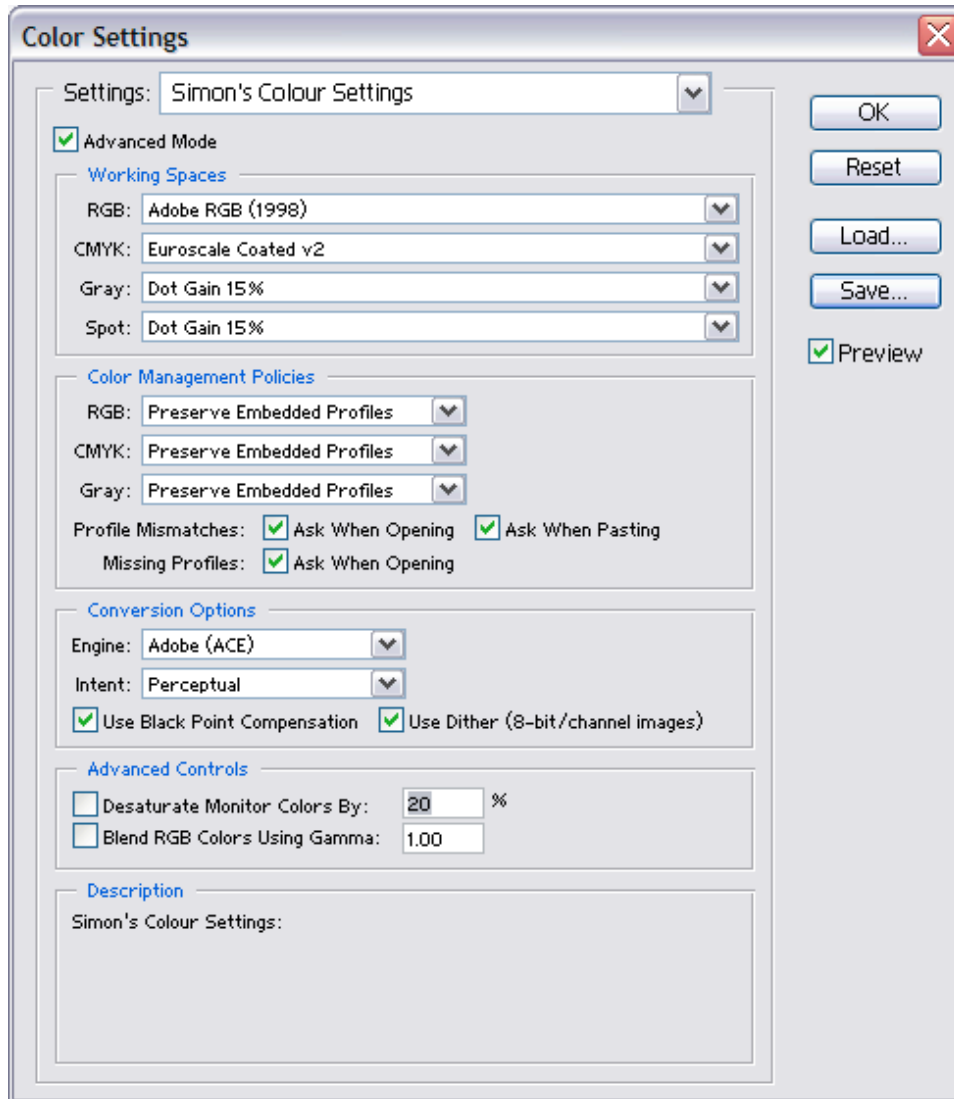 Color Settings
Settings: Simon's Colour Settings
OK
Advanced Mode
Reset
Working Spaces
RGB: Adobe RGB (1998)
Load...
CMYK: Euroscale Coated v2
Gray: Dot Gain 15%
Save...
Spot: Dot Gain 15%
Preview
Color Management Policies
RGB: Preserve Embedded Profiles
CMYK: Preserve Embedded Profiles
Gray: Preserve Embedded Profiles
Profile Mismatches: Ask When Opening Ask When Pasting
Missing Profiles: Ask When Opening
Conversion Options
Engine: Adobe (ACE)
Intent: Perceptual
Use Black Point Compensation Use Dither (8-bit/channel images)
Advanced Controls
Desaturate Monitor Colors By: 20 %
Blend RGB Colors Using Gamma: 1.00
Description
Simon's Colour Settings: